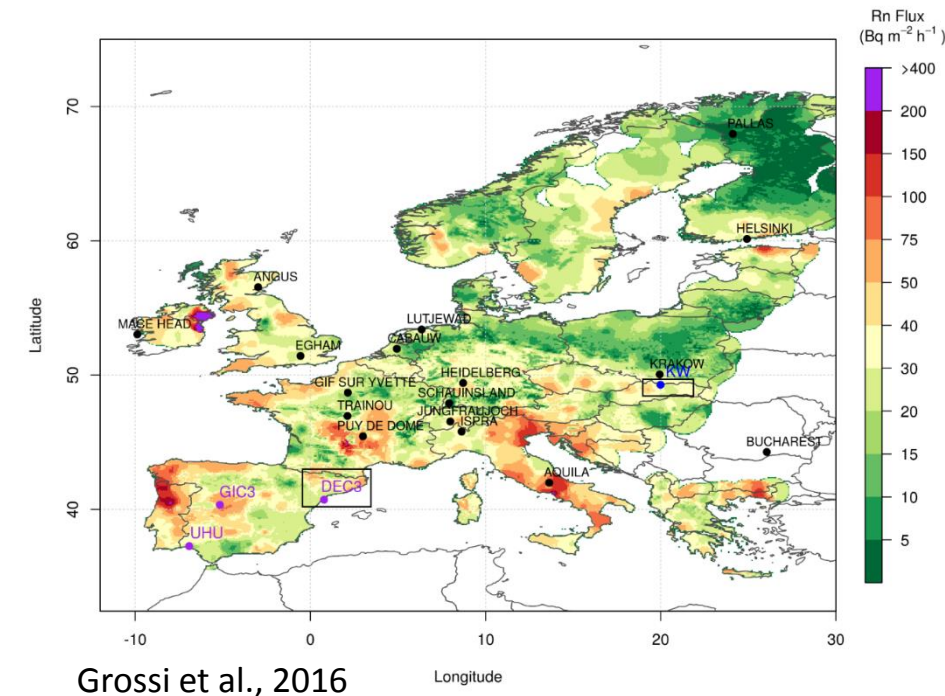 Rn Flux
(Bq m⁻² h⁻¹)
>400
200
150
100
75
50
40
30
20
15
10
5
70
60
50
40
Latitude
PALLAS
HELSINKI
ANGUS
MACE HEAD
LUTJEWAD
CABAUW
EGHAM
KRAKOW
KW
HEIDELBERG
GIF SUR YVETTE
SCHAUINSLAND
TRAINOU
JUNGFRAUJOCH
ISPRA
PUY DE DOME
BUCHAREST
AQUILA
GIC3
DEC3
UHU
-10 0 10 20 30
Longitude
Grossi et al., 2016